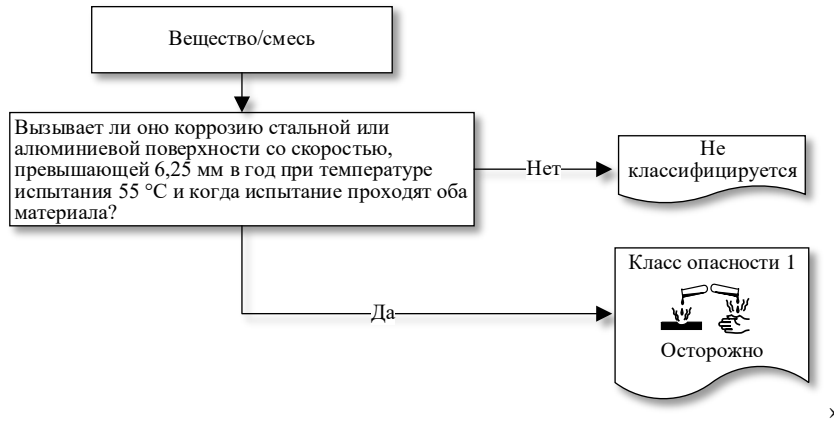 Вещество/смесь
Вызывает ли оно коррозию стальной или
алюминиевой поверхности со скоростью,
превышающей 6,25 мм в год при температуре
испытания 55 °C и когда испытание проходят оба
материала?
Нет
Не
классифицируется
Да
Класс опасности 1
Осторожно